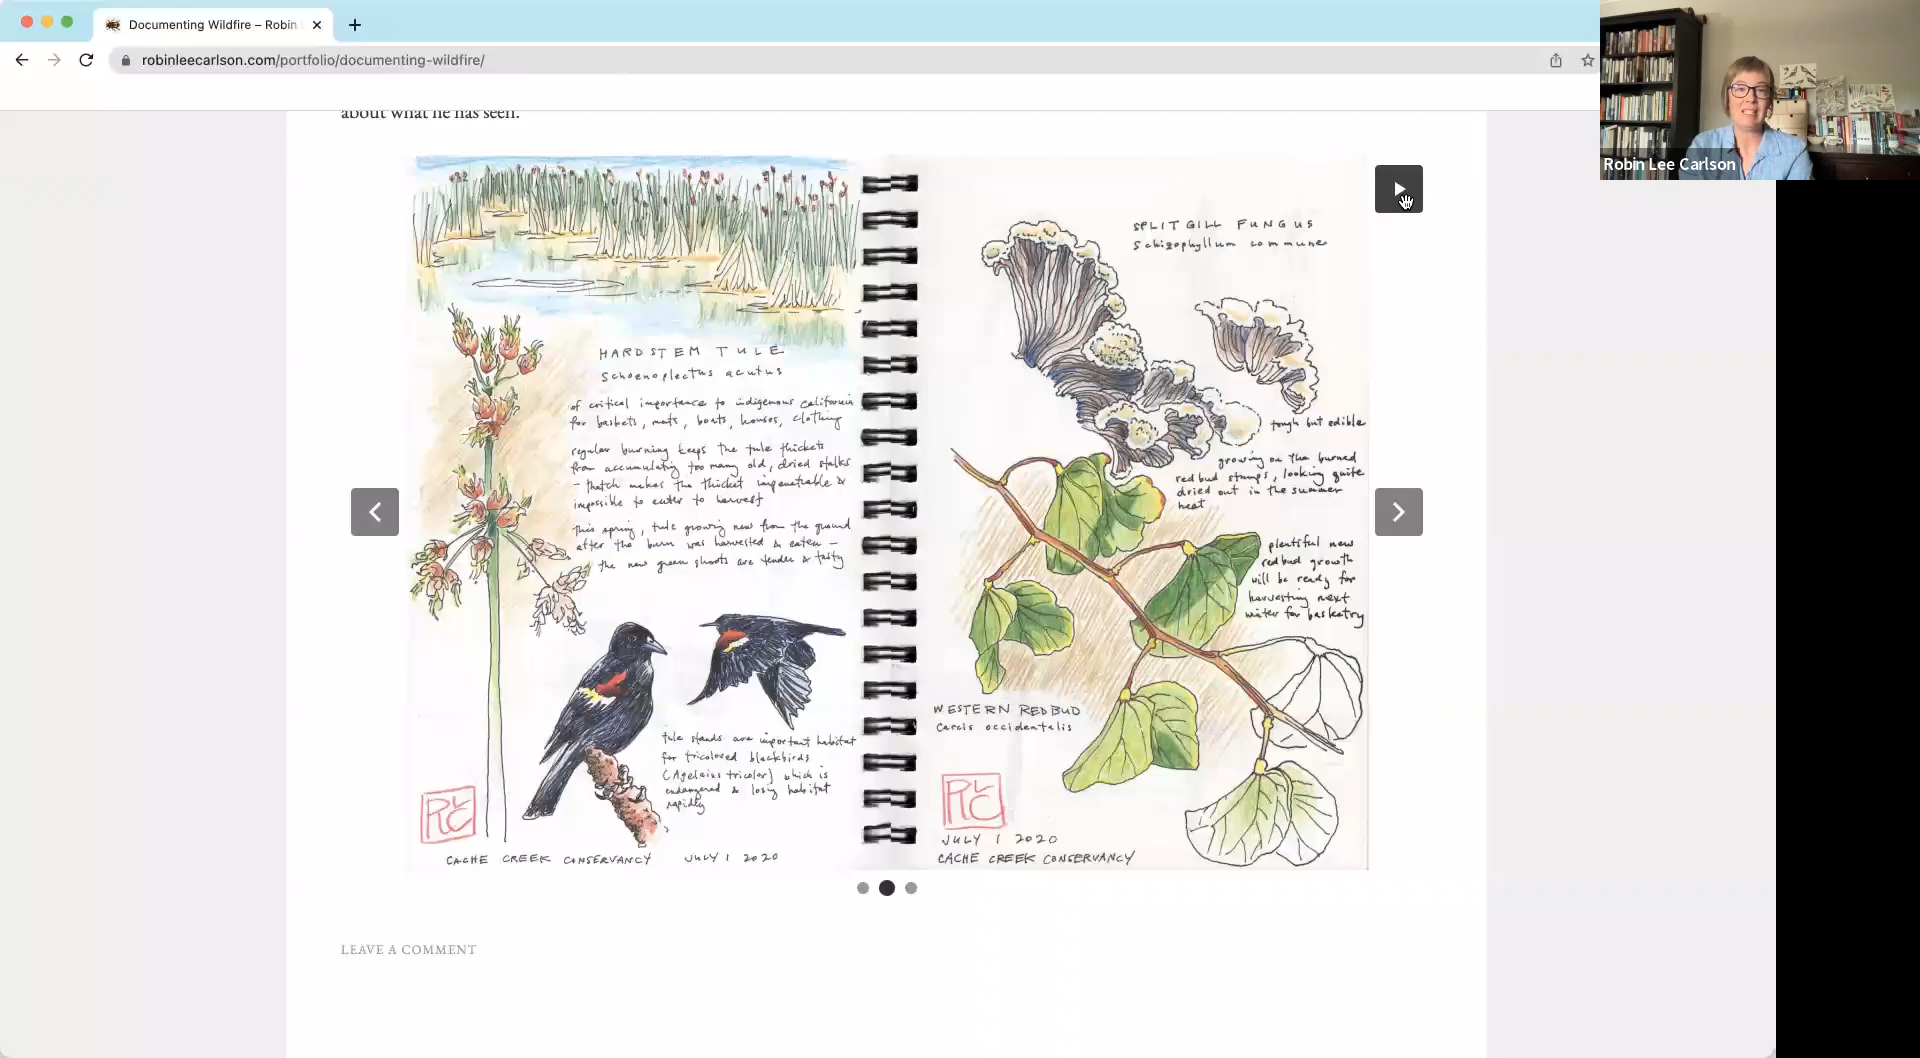 Documenting Wildfire – Robin
robinleecarlson.com/portfolio/documenting-wildfire/
Robin Lee Carlson
about what he has seen.
HARDSTEM TULE
Schoenoplectus acutus
of critical importance to indigenous California
for baskets, mats, boats, houses, clothing
regular burning keeps the tule thickets
from accumulating too many old, dried stalks
- thatch makes the thicket impenetrable &
impossible to enter to harvest
this spring, tule growing new from the ground
after the burn was harvested & eaten –
the new green shoots are tender & tasty
tule stands are important habitat
for tricolored blackbirds
(Agelaius tricolor) which is
endangered & losing habitat
rapidly
RLC
CACHE CREEK CONSERVANCY JULY 1 2020
SPLITGILL FUNGUS
Schizophyllum commune
tough but edible
growing on the burned
redbud stumps, looking quite
dried out in the summer
heat
plentiful new
redbud growth
will be ready for
harvesting next
winter for basketry
WESTERN REDBUD
Cercis occidentalis
RLC
JULY 1 2020
CACHE CREEK CONSERVANCY
LEAVE A COMMENT